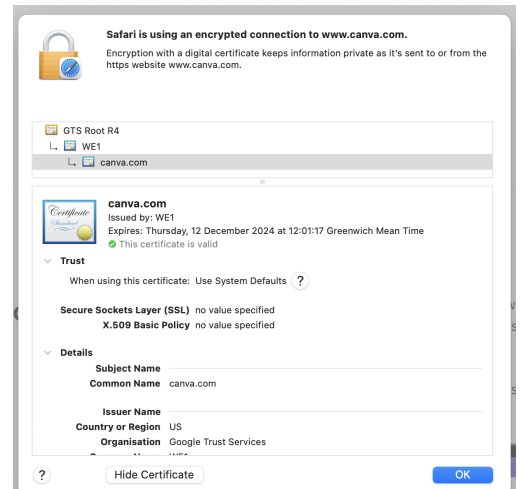 Safari is using an encrypted connection to www.canva.com.
Encryption with a digital certificate keeps information private as it's sent to or from the
https website www.canva.com.
GTS Root R4
WE1
canva.com
Certificate
Standard
canva.com
Issued by: WE1
Expires: Thursday, 12 December 2024 at 12:01:17 Greenwich Mean Time
This certificate is valid
Trust
When using this certificate: Use System Defaults ?
Secure Sockets Layer (SSL) no value specified
X.509 Basic Policy no value specified
Details
Subject Name
Common Name canva.com
Issuer Name
Country or Region US
Organisation Google Trust Services
? Hide Certificate OK